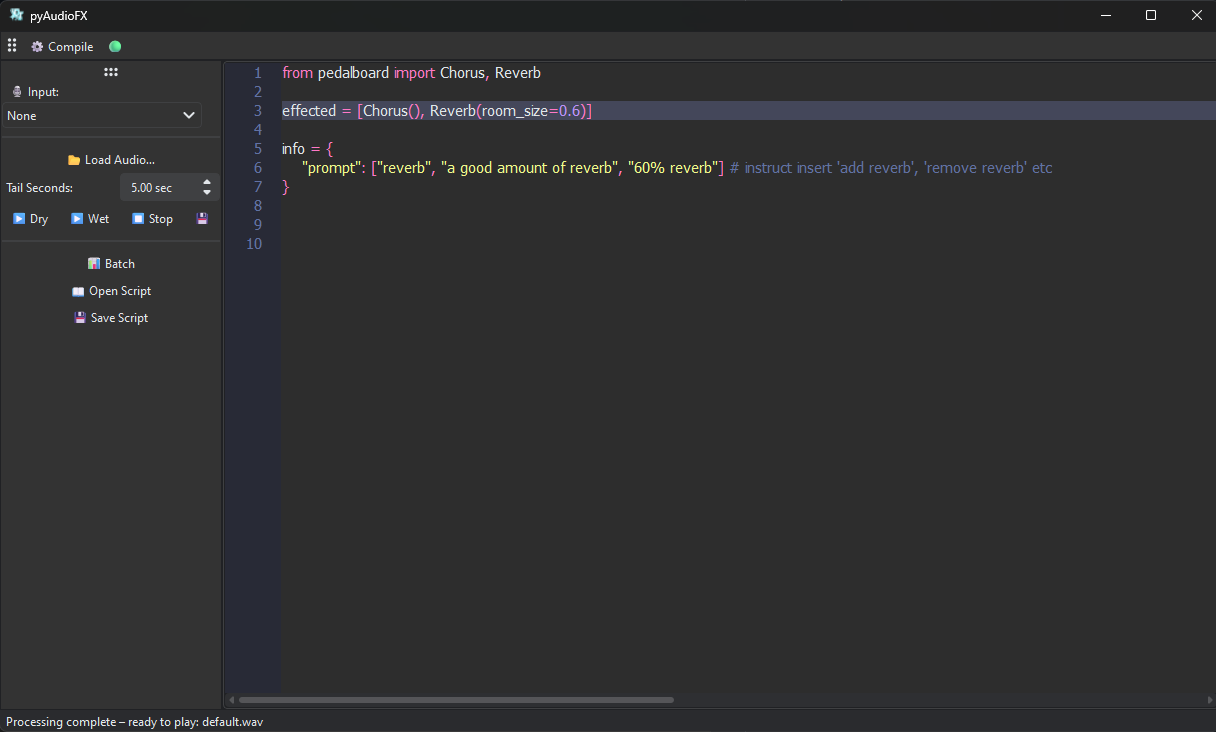 pyAudioFX
Compile
Input:
None
Load Audio...
Tail Seconds: 5.00 sec
Dry Wet Stop
Batch
Open Script
Save Script
1 from pedalboard import Chorus, Reverb
2
3 effected = [Chorus(), Reverb(room_size=0.6)]
4
5 info = {
6 "prompt": ["reverb", "a good amount of reverb", "60% reverb"] # instruct insert 'add reverb', 'remove reverb' etc
7 }
8
9
10
Processing complete – ready to play: default.wav